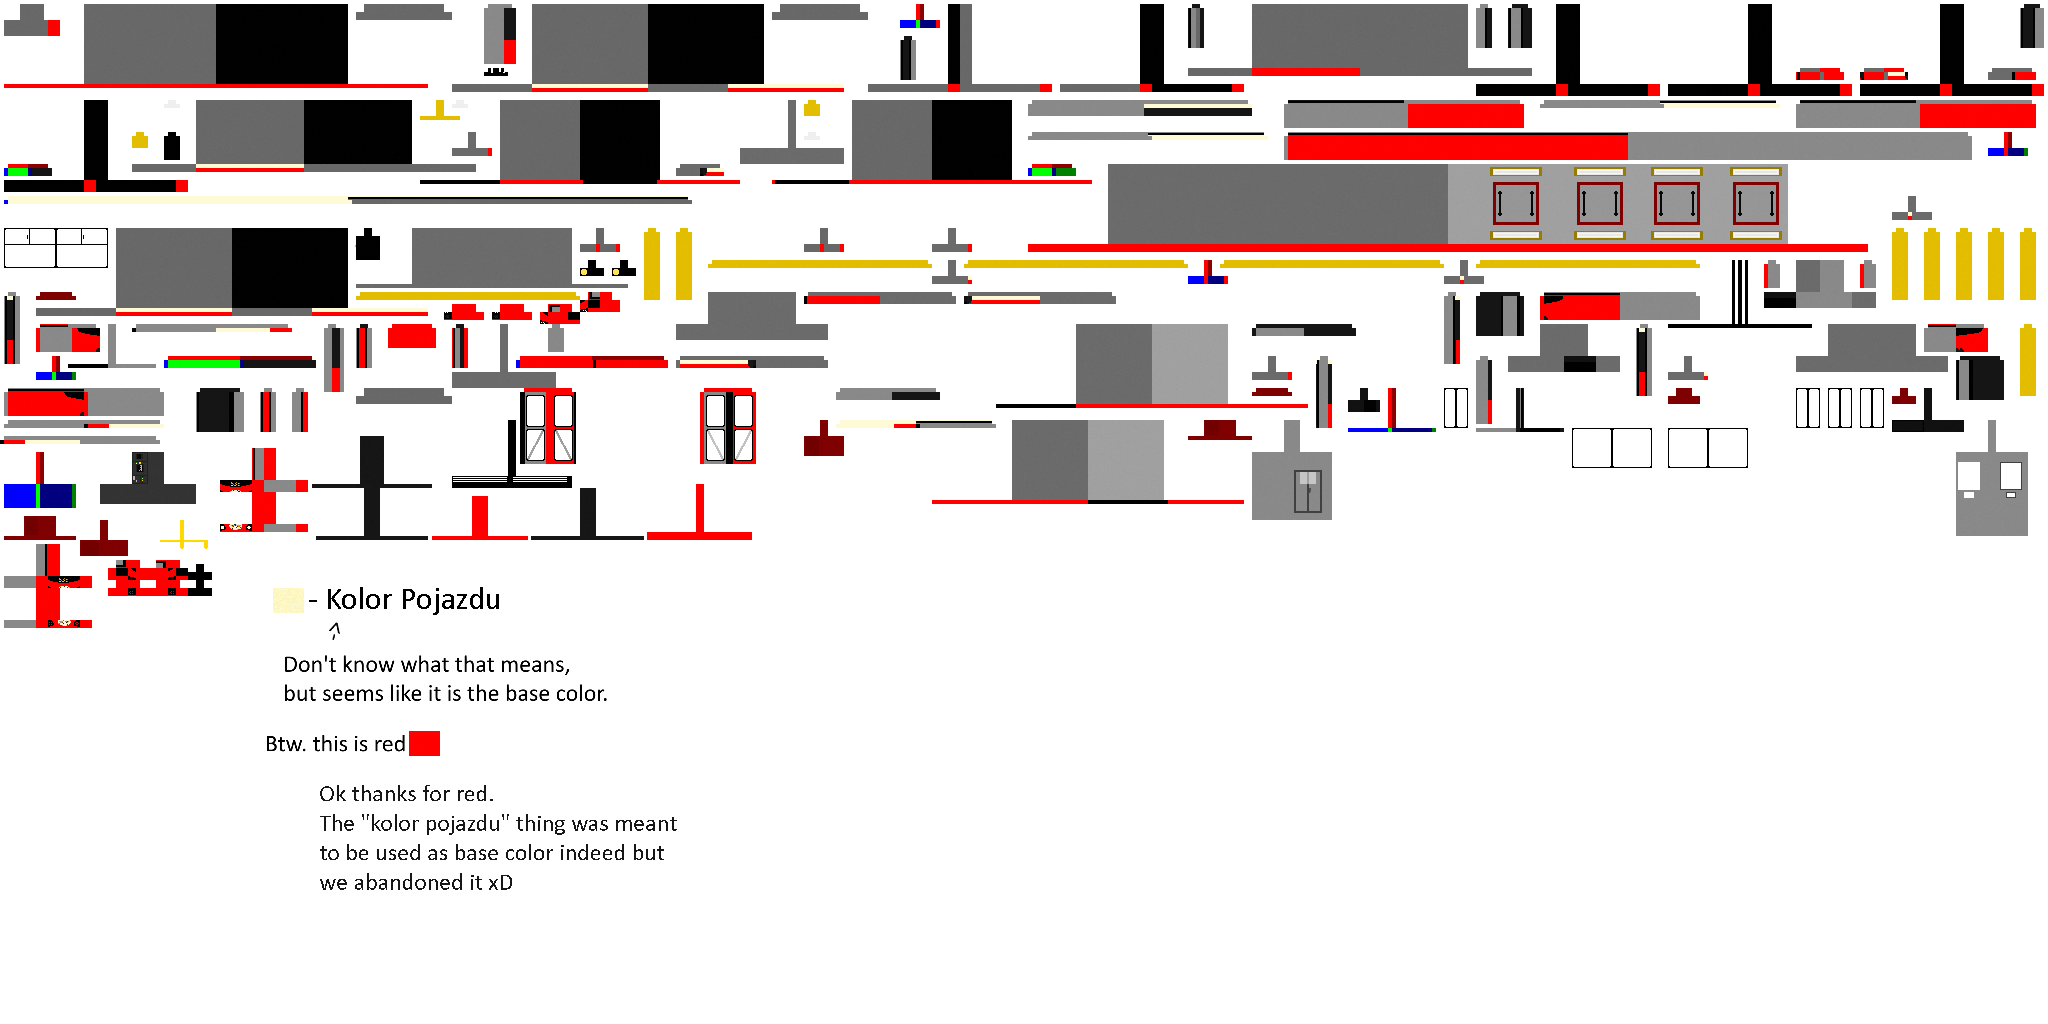 - Kolor Pojazdu
Don't know what that means,
but seems like it is the base color.
Btw. this is red
Ok thanks for red.
The "kolor pojazdu" thing was meant
to be used as base color indeed but
we abandoned it xD